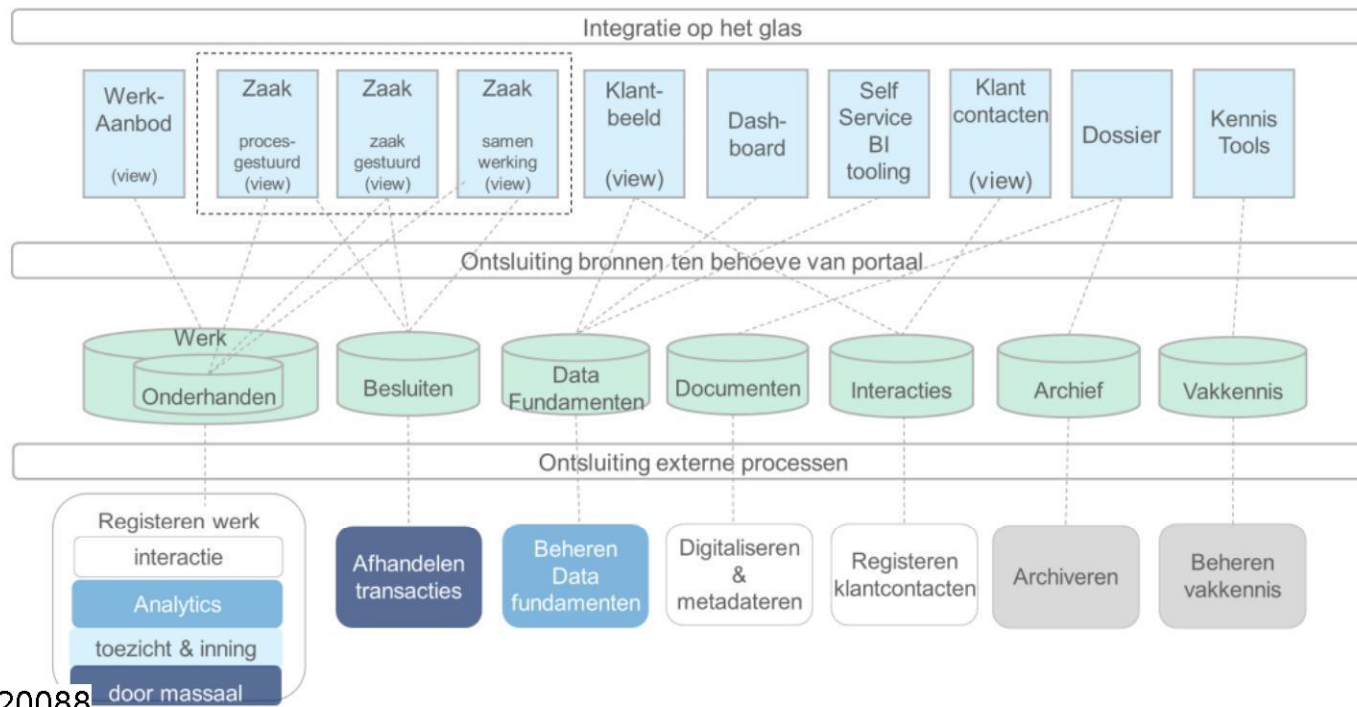 Integratie op het glas
Werk-
Aanbod
(view)
Zaak
proces-
gestuurd
(view)
Zaak
zaak
gestuurd
(view)
Zaak
samen
werking
(view)
Klant-
beeld
(view)
Dash-
board
Self
Service
BI
tooling
Klant
contacten
(view)
Dossier
Kennis
Tools
Ontsluiting bronnen ten behoeve van portaal
Werk
Onderhanden
Besluiten
Data
Fundamenten
Documenten
Interacties
Archief
Vakkennis
Ontsluiting externe processen
Registeren werk
interactie
Analytics
toezicht & inning
door massaal
Afhandelen
transacties
Beheren
Data
fundamenten
Digitaliseren
&
metadateren
Registeren
klantcontacten
Archiveren
Beheren
vakkennis
20088